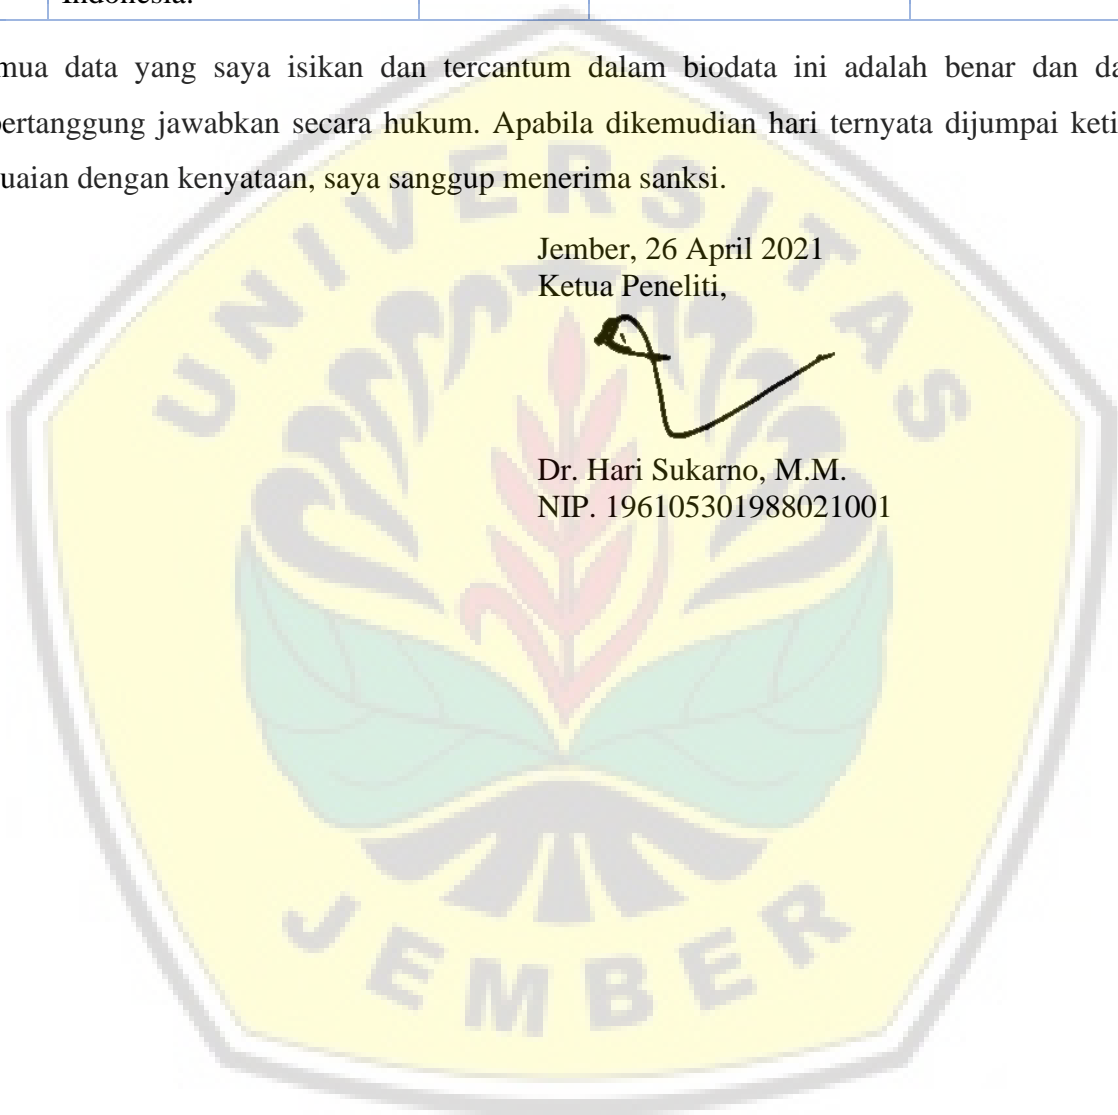 Indonesia.
mua data yang saya isikan dan tercantum dalam biodata ini adalah benar dan da
pertanggung jawabkan secara hukum. Apabila dikemudian hari ternyata dijumpai keti
uaian dengan kenyataan, saya sanggup menerima sanksi.
Jember, 26 April 2021
Ketua Peneliti,
Dr. Hari Sukarno, M.M.
NIP. 196105301988021001
UNIVERSITAS
JEMBER